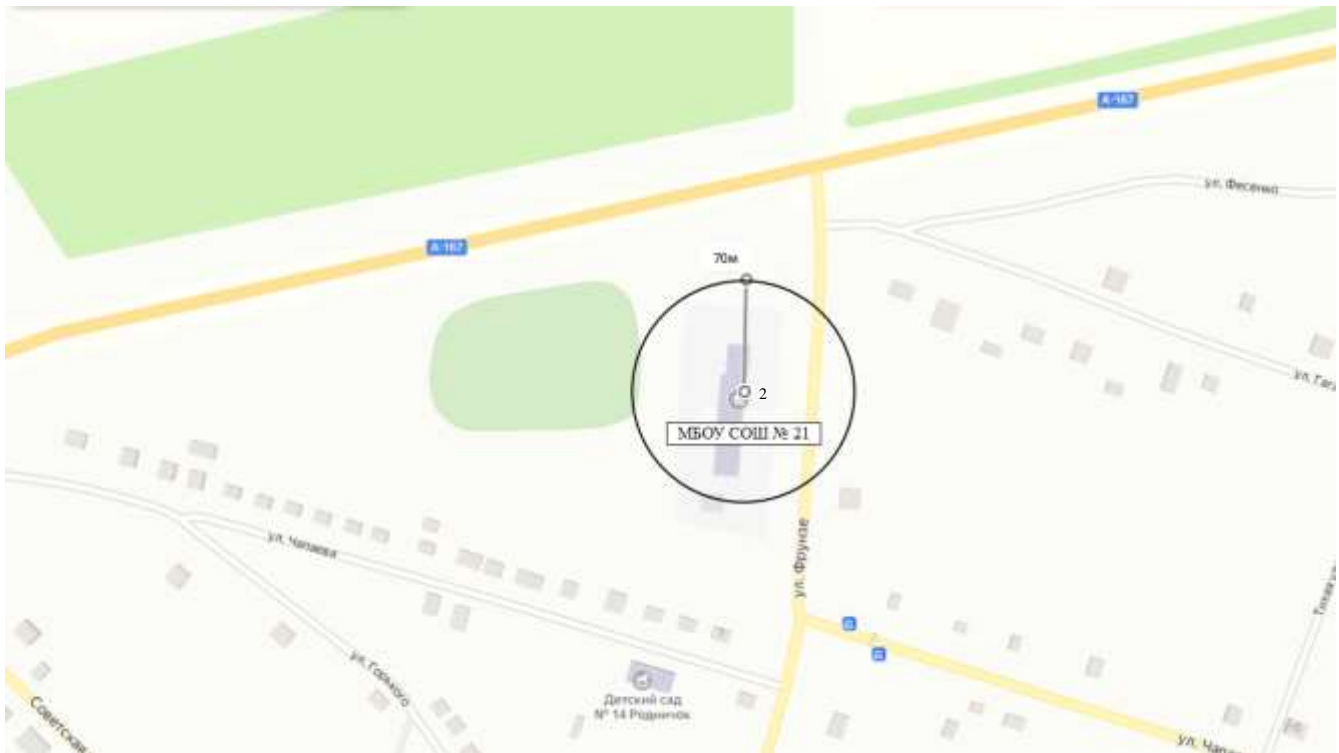 А-167
ул. Фесенко
А-167
70м
2
МБОУ СОШ № 21
ул. Чапаева
ул. Фрунзе
ул. Горького
Детский сад
№ 14 Родничок
Советская